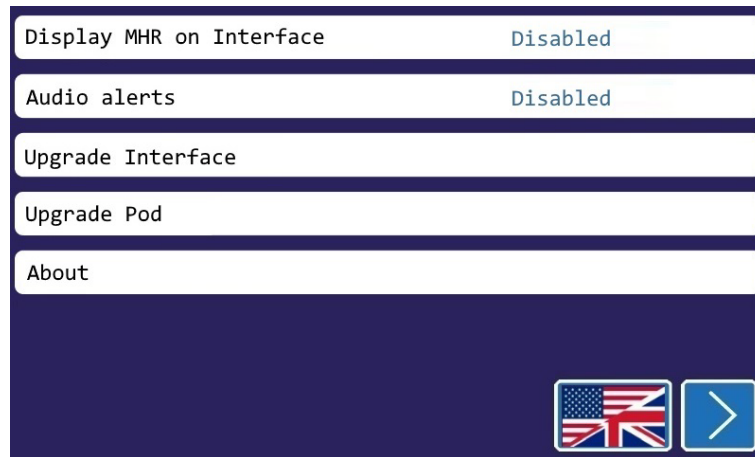 Display MHR on Interface Disabled
Audio alerts Disabled
Upgrade Interface
Upgrade Pod
About